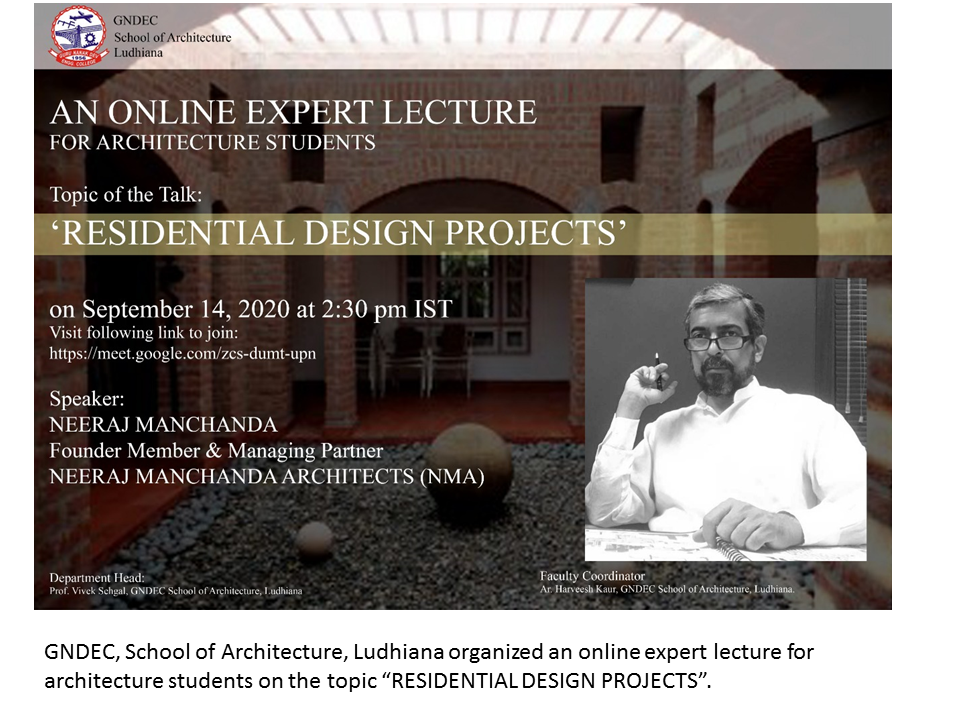 GNDEC
School of Architecture
Ludhiana
AN ONLINE EXPERT LECTURE
FOR ARCHITECTURE STUDENTS
Topic of the Talk:
‘RESIDENTIAL DESIGN PROJECTS’
on September 14, 2020 at 2:30 pm IST
Visit following link to join:
https://meet.google.com/zcs-dumt-upn
Speaker:
NEERAJ MANCHANDA
Founder Member & Managing Partner
NEERAJ MANCHANDA ARCHITECTS (NMA)
Department Head:
Prof. Vivek Sehgal, GNDEC School of Architecture, Ludhiana
Faculty Coordinator
Ar. Harveesh Kaur, GNDEC School of Architecture, Ludhiana.
GNDEC, School of Architecture, Ludhiana organized an online expert lecture for
architecture students on the topic “RESIDENTIAL DESIGN PROJECTS”.